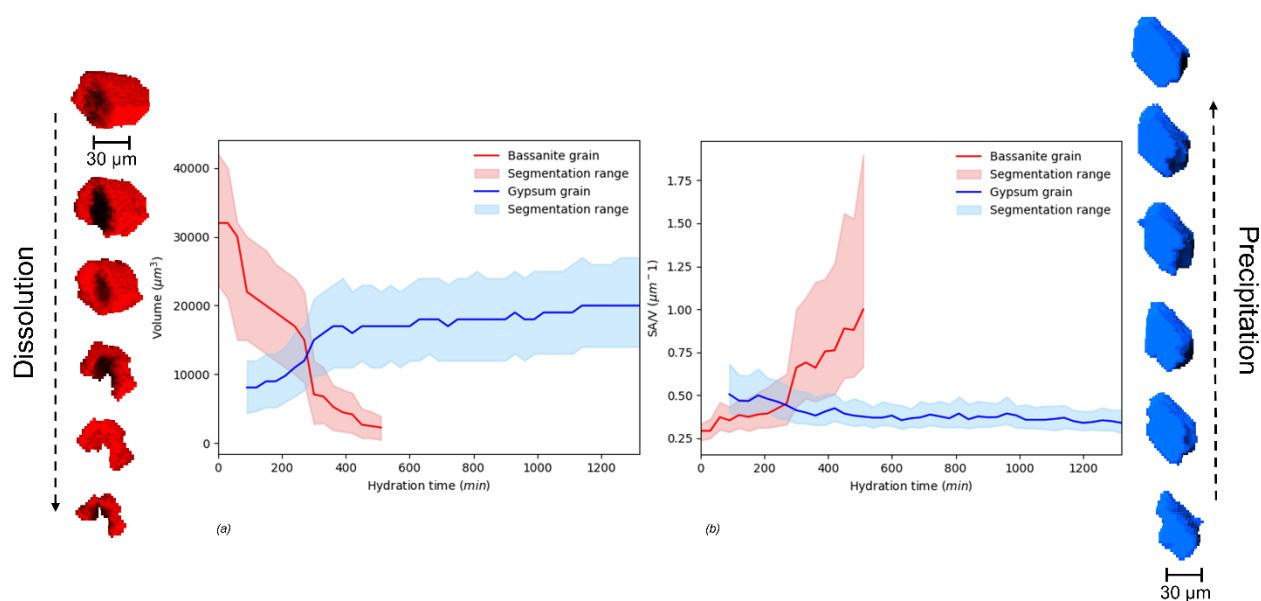 Dissolution
30 µm
Volume (µm³)
40000
30000
20000
10000
0
0
200
400
600
800
1000
1200
Hydration time (min)
Bassanite grain
Segmentation range
Gypsum grain
Segmentation range
(a)
SA/V (µm⁻1)
1.75
1.50
1.25
1.00
0.75
0.50
0.25
0
200
400
600
800
1000
1200
Hydration time (min)
Bassanite grain
Segmentation range
Gypsum grain
Segmentation range
(b)
Precipitation
30 µm